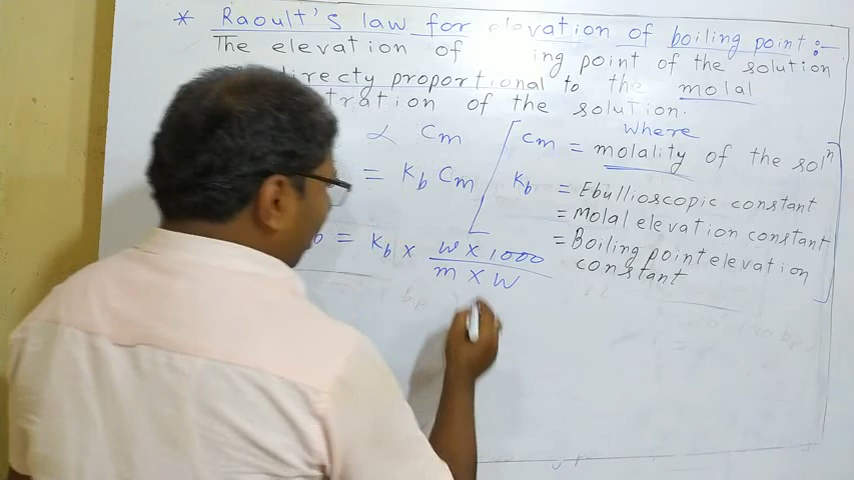 * Raoult's law for elevation of boiling point :-
The elevation of ing point of the solution
directy proportional to the molal
tration of the solution.
∝ Cm
= Kb Cm
b = Kb × w × 1000 / m × W
where
Cm = molality of the solⁿ
Kb = Ebullioscopic constant
= Molal elevation constant
= Boiling point elevation
constant